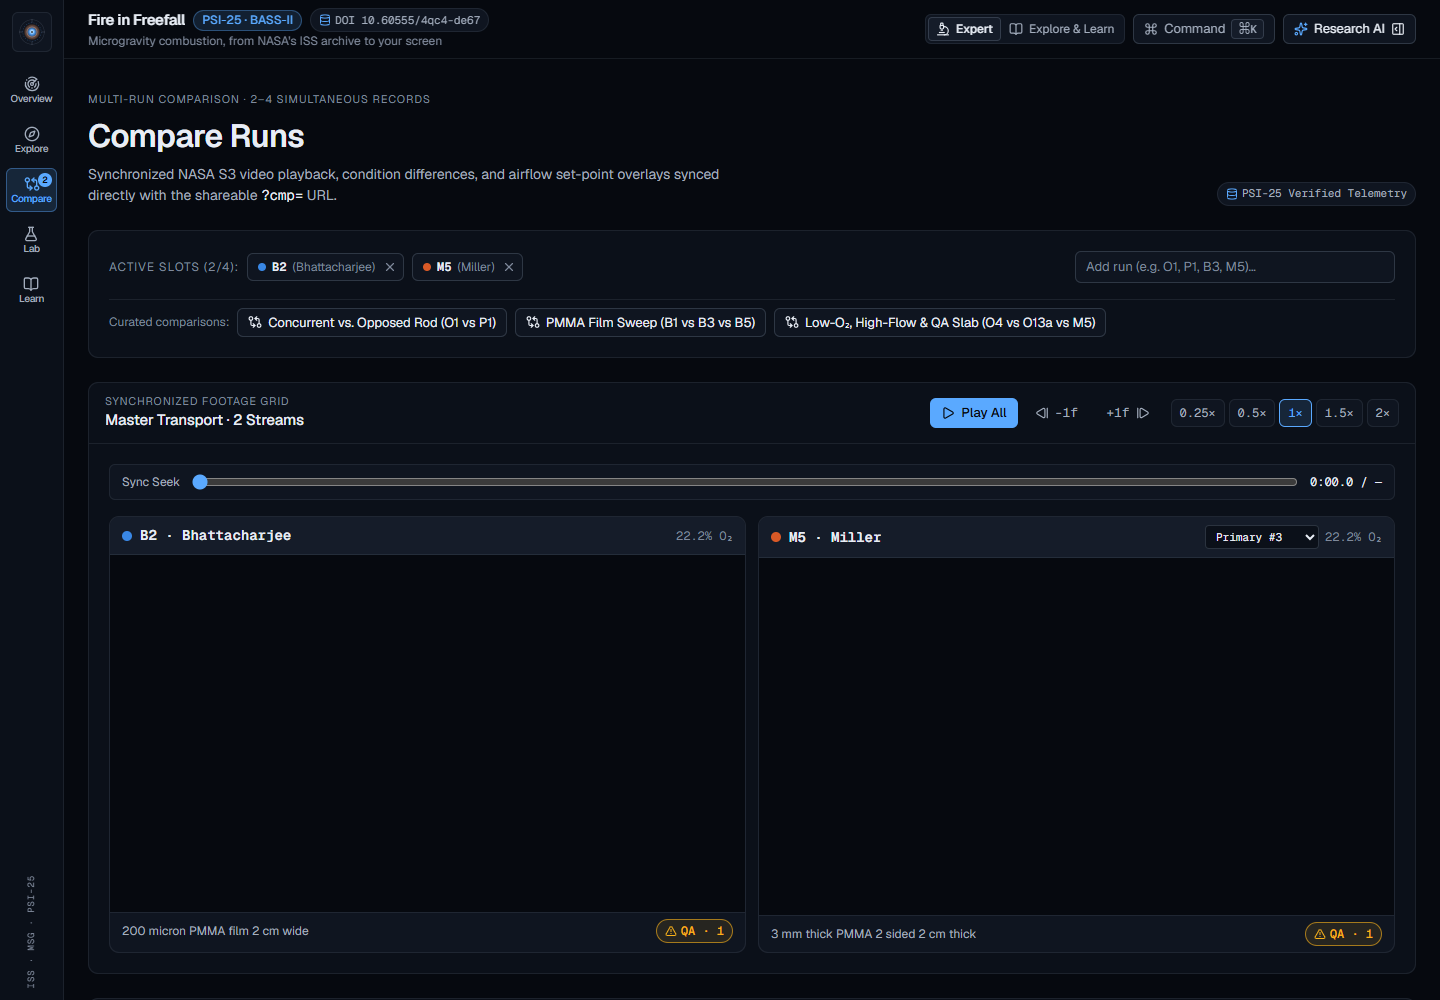 Fire in Freefall
PSI-25 · BASS-II
DOI 10.60555/4qc4-de67
Microgravity combustion, from NASA's ISS archive to your screen
Expert
Explore & Learn
Command
⌘K
Research AI
Overview
Explore
2
Compare
Lab
Learn
ISS · MSG · PSI-25
MULTI-RUN COMPARISON · 2–4 SIMULTANEOUS RECORDS
Compare Runs
Synchronized NASA S3 video playback, condition differences, and airflow set-point overlays synced
directly with the shareable ?cmp= URL.
PSI-25 Verified Telemetry
ACTIVE SLOTS (2/4):
B2 (Bhattacharjee)
M5 (Miller)
Add run (e.g. O1, P1, B3, M5)…
Curated comparisons:
Concurrent vs. Opposed Rod (O1 vs P1)
PMMA Film Sweep (B1 vs B3 vs B5)
Low-O₂, High-Flow & QA Slab (O4 vs O13a vs M5)
SYNCHRONIZED FOOTAGE GRID
Master Transport · 2 Streams
Play All
-1f
+1f
0.25×
0.5×
1×
1.5×
2×
Sync Seek
0:00.0 / —
B2 · Bhattacharjee
22.2% O₂
M5 · Miller
Primary #3
22.2% O₂
200 micron PMMA film 2 cm wide
QA · 1
3 mm thick PMMA 2 sided 2 cm thick
QA · 1